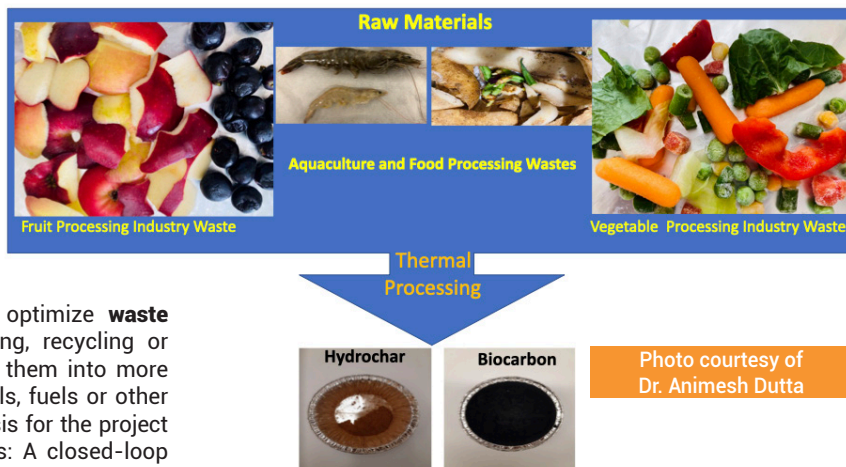 Raw Materials
Aquaculture and Food Processing Wastes
Fruit Processing Industry Waste
Vegetable Processing Industry Waste
Thermal
Processing
optimize waste
ng, recycling or
them into more
ls, fuels or other
sis for the project
s: A closed-loop
Hydrochar
Biocarbon
Photo courtesy of
Dr. Animesh Dutta